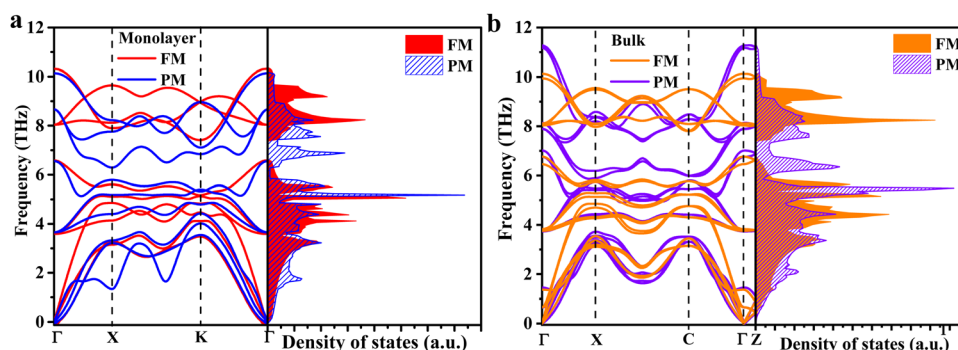 a
Monolayer
FM
PM
FM
PM
Frequency (THz)
12
10
8
6
4
2
0
Γ
X
K
Γ
Density of states (a.u.)
b
Bulk
FM
PM
FM
PM
Frequency (THz)
12
10
8
6
4
2
0
Γ
X
C
Γ
Z
Density of states (a.u.)